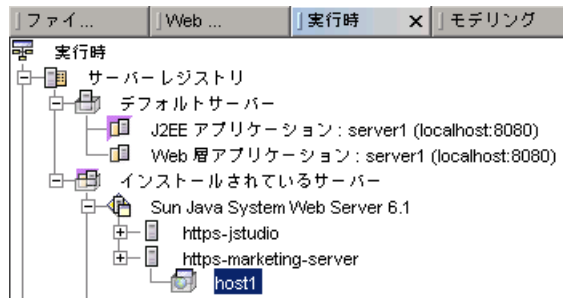 ファイ... Web ... 実行時 モデリング
実行時
サーバーレジストリ
デフォルトサーバー
J2EE アプリケーション : server1 (localhost:8080)
Web 層アプリケーション : server1 (localhost:8080)
インストールされているサーバー
Sun Java System Web Server 6.1
https-jstudio
https-marketing-server
host1